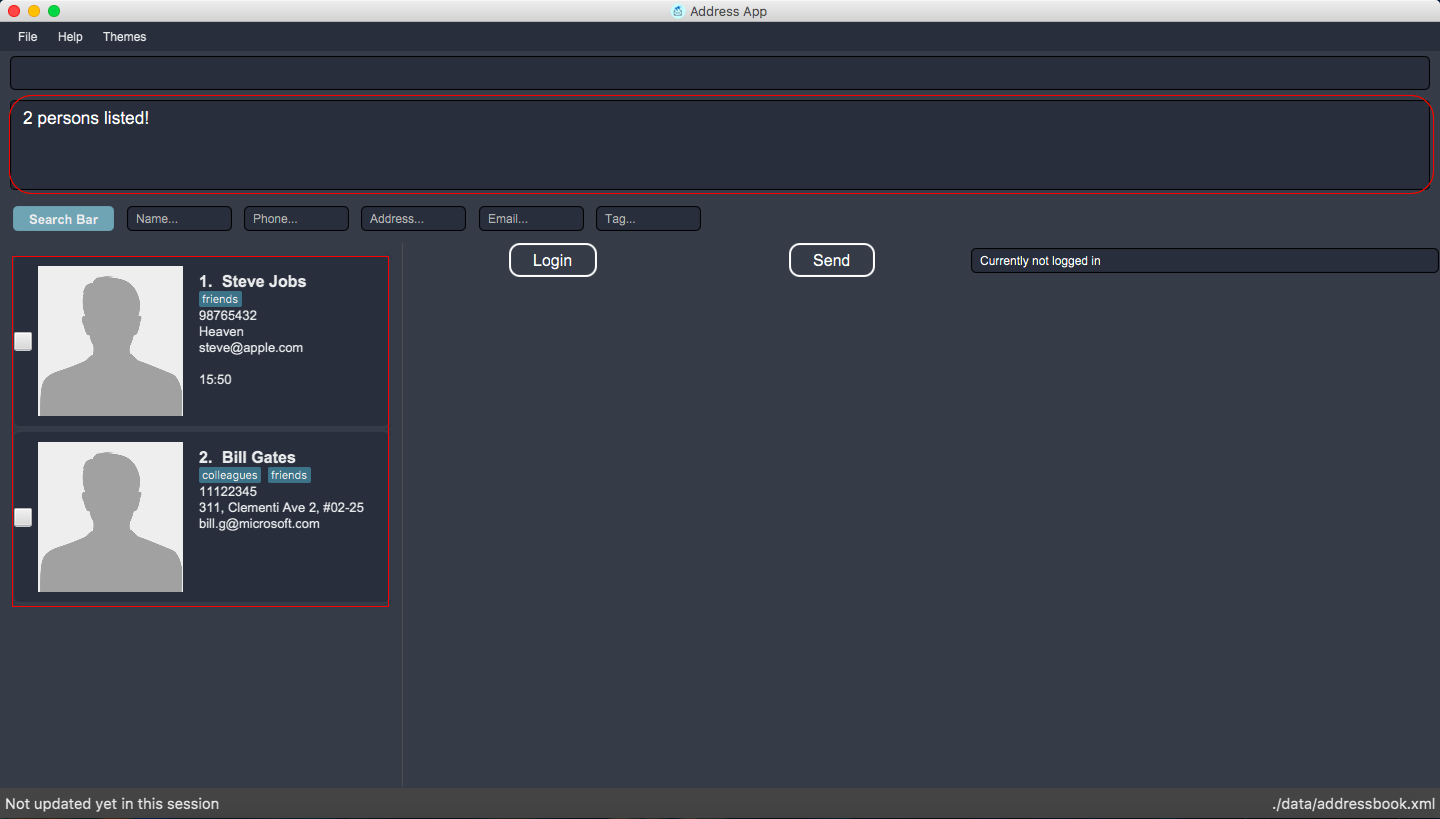 Address App
File Help Themes
2 persons listed!
Search Bar Name... Phone... Address... Email... Tag...
Login Send Currently not logged in
1. Steve Jobs
friends
98765432
Heaven
steve@apple.com
15:50
2. Bill Gates
colleagues friends
11122345
311, Clementi Ave 2, #02-25
bill.g@microsoft.com
Not updated yet in this session ./data/addressbook.xml